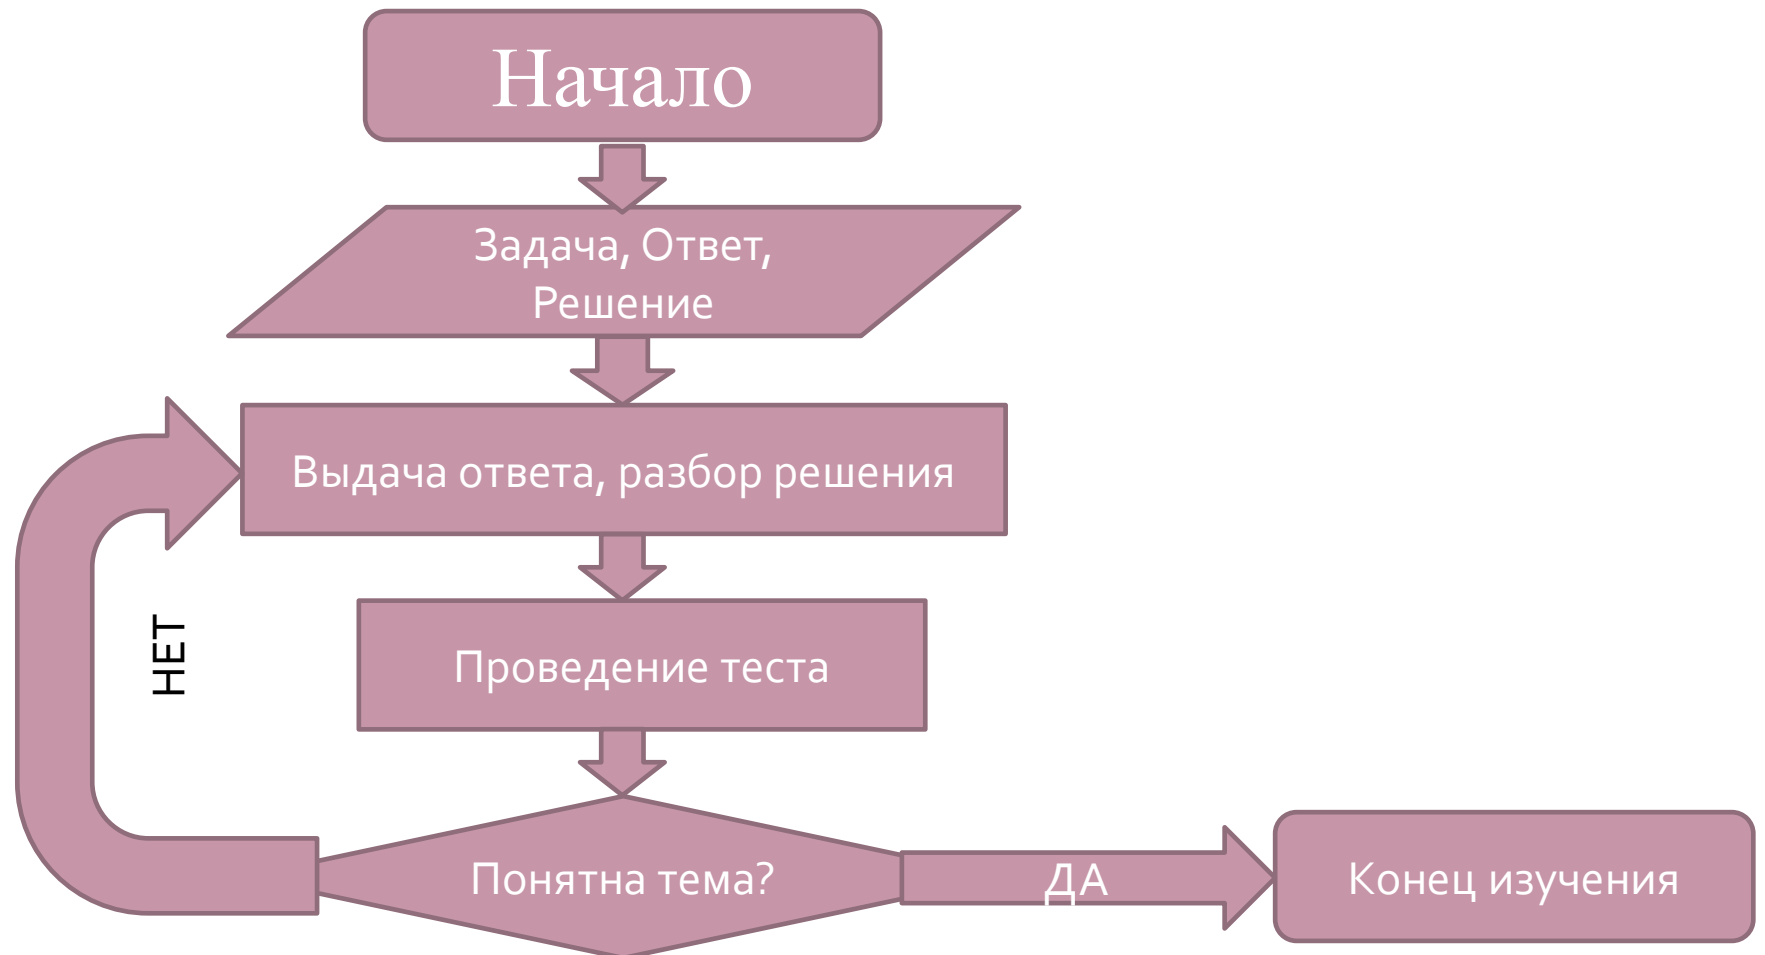 Начало
Задача, Ответ,
Решение
Выдача ответа, разбор решения
НЕТ
Проведение теста
Понятна тема?
ДА
Конец изучения